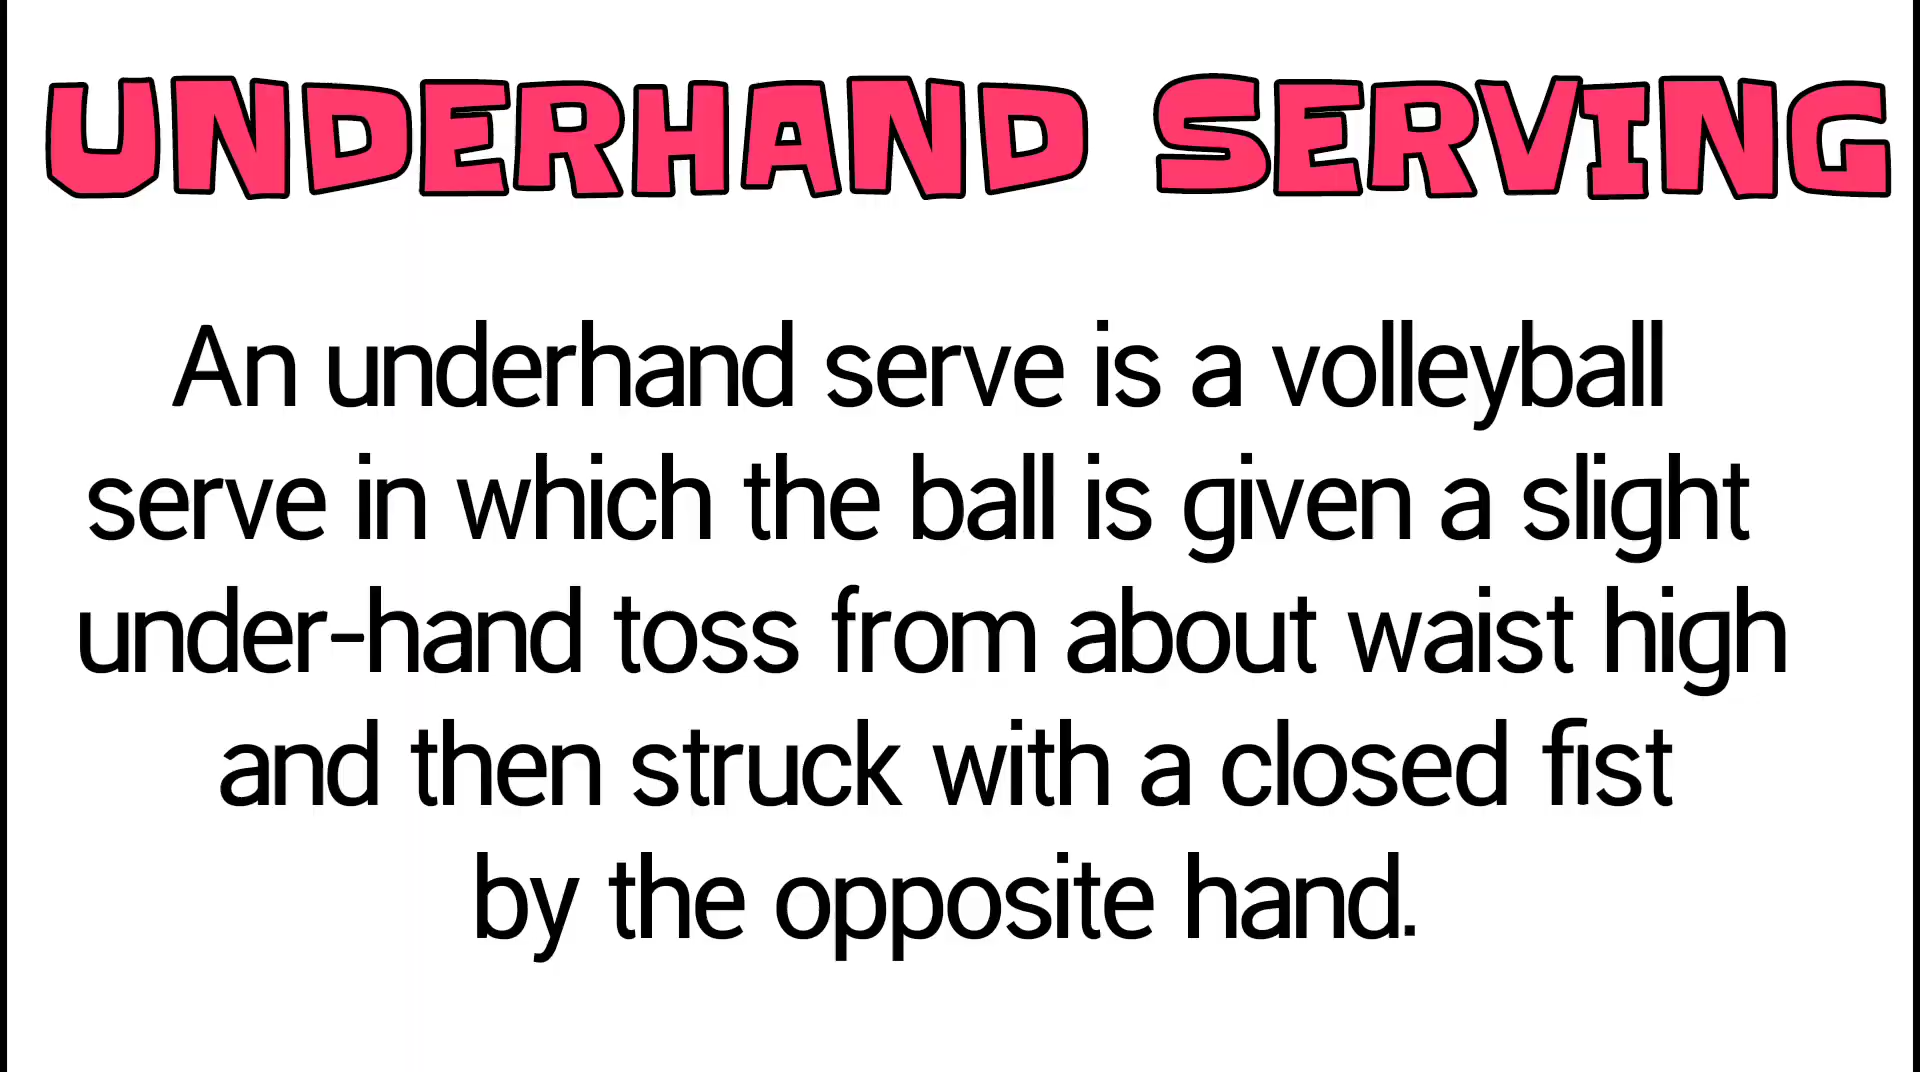 UNDERHAND SERVING
An underhand serve is a volleyball
serve in which the ball is given a slight
under-hand toss from about waist high
and then struck with a closed fist
by the opposite hand.